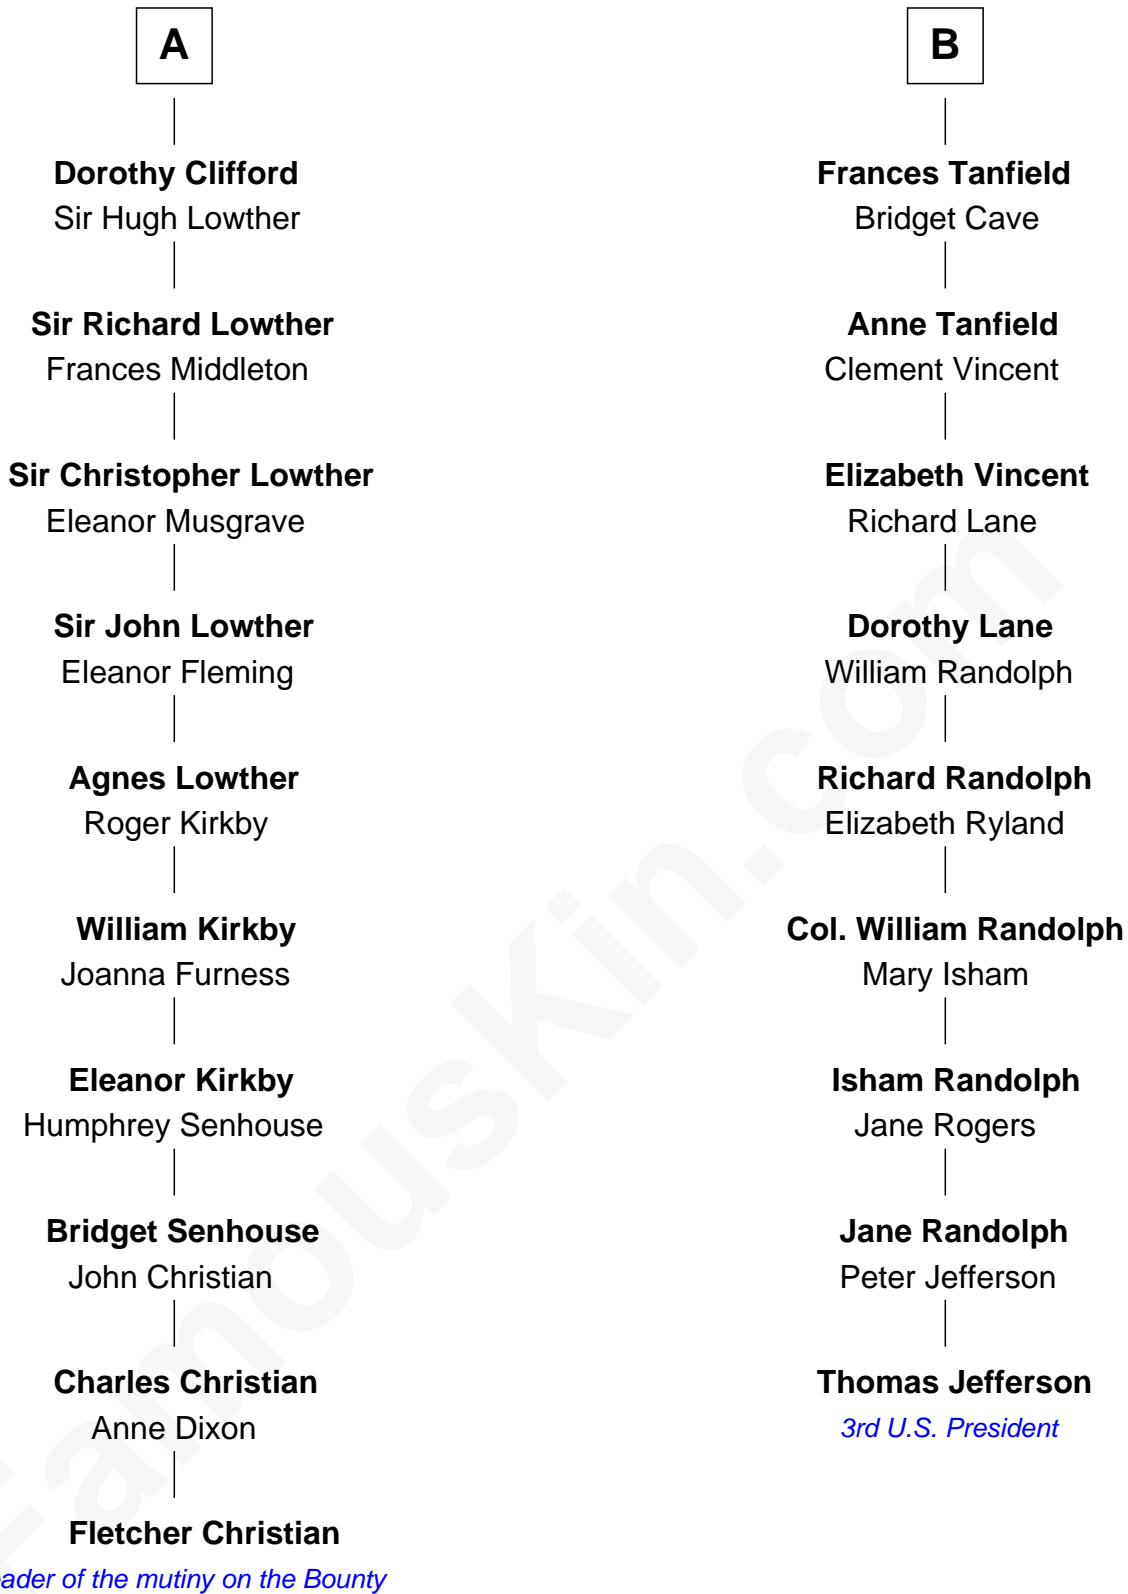 A
Dorothy Clifford
Sir Hugh Lowther
Sir Richard Lowther
Frances Middleton
Sir Christopher Lowther
Eleanor Musgrave
Sir John Lowther
Eleanor Fleming
Agnes Lowther
Roger Kirkby
William Kirkby
Joanna Furness
Eleanor Kirkby
Humphrey Senhouse
Bridget Senhouse
John Christian
Charles Christian
Anne Dixon
Fletcher Christian
of the mutiny on the Bounty
B
Frances Tanfield
Bridget Cave
Anne Tanfield
Clement Vincent
Elizabeth Vincent
Richard Lane
Dorothy Lane
William Randolph
Richard Randolph
Elizabeth Ryland
Col. William Randolph
Mary Isham
Isham Randolph
Jane Rogers
Jane Randolph
Peter Jefferson
Thomas Jefferson
3rd U.S. President
FamousKin.com